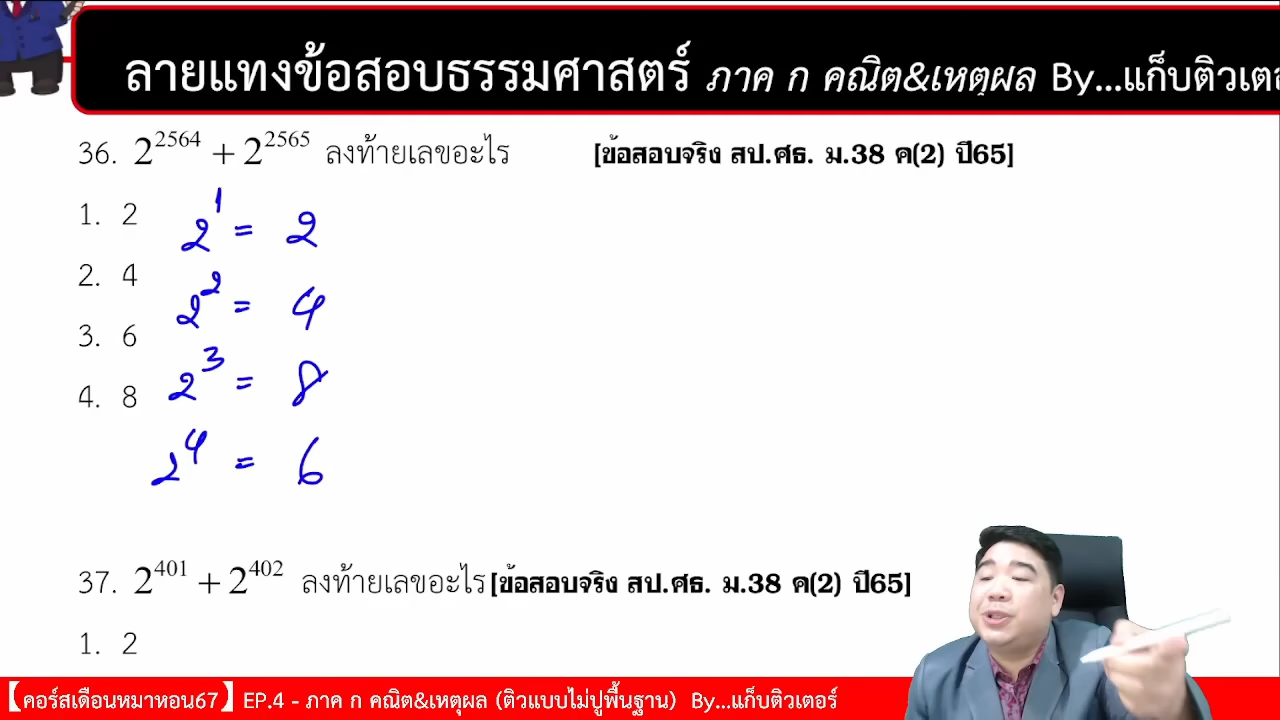 ลายแทงข้อสอบธรรมศาสตร์ ภาค ก คณิต&เหตุผล By...แก็บติวเตอ
36. 2^2564 + 2^2565 ลงท้ายเลขอะไร [ข้อสอบจริง สป.ศธ. ม.38 ค(2) ปี65]
1. 2
2^1 = 2
2. 4
2^2 = 4
3. 6
2^3 = 8
4. 8
2^4 = 6
37. 2^401 + 2^402 ลงท้ายเลขอะไร [ข้อสอบจริง สป.ศธ. ม.38 ค(2) ปี65]
1. 2
【คอร์สเดือนหมาหอน67】 EP.4 - ภาค ก คณิต&เหตุผล (ติวแบบไม่ปูพื้นฐาน) By...แก็บติวเตอร์